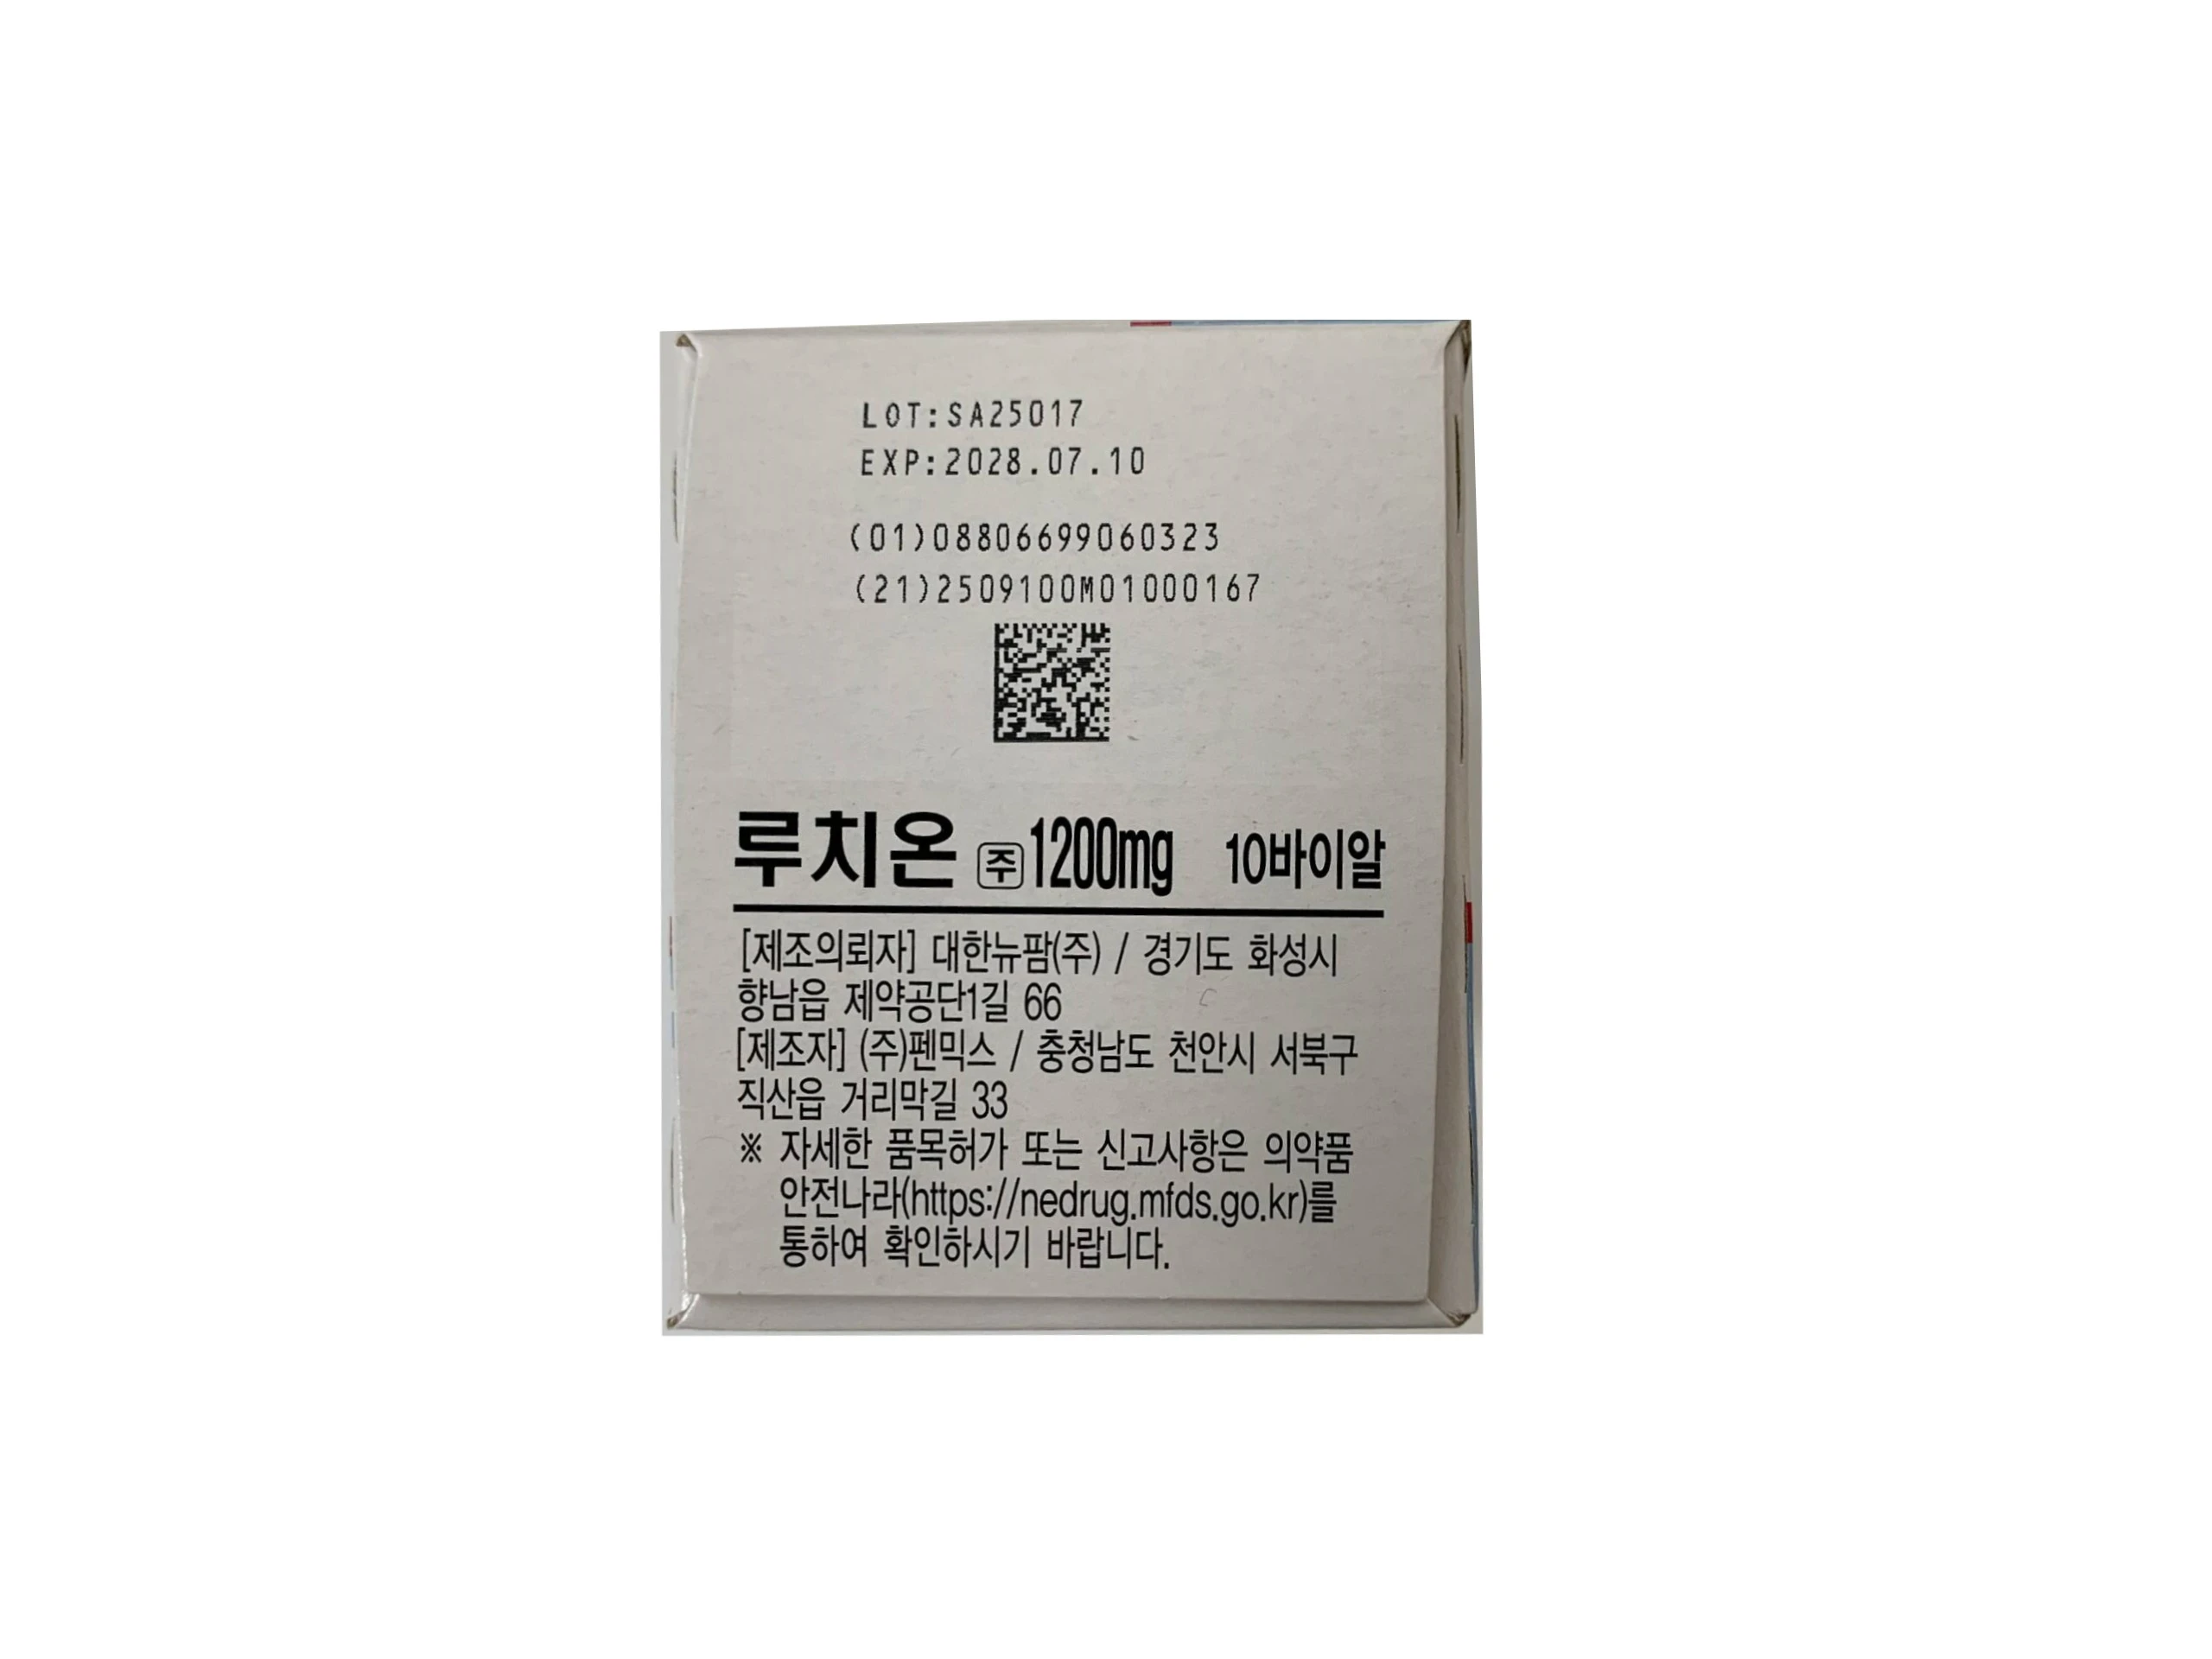 LOT:SA25017
EXP:2028.07.10
(01)08806699060323
(21)2509100M01000167
루치온 주 1200mg 10바이알
[제조의뢰자] 대한뉴팜(주) / 경기도 화성시
향남읍 제약공단1길 66
[제조자] (주)펜믹스 / 충청남도 천안시 서북구
직산읍 거리막길 33
※ 자세한 품목허가 또는 신고사항은 의약품
안전나라(https://nedrug.mfds.go.kr)를
통하여 확인하시기 바랍니다.